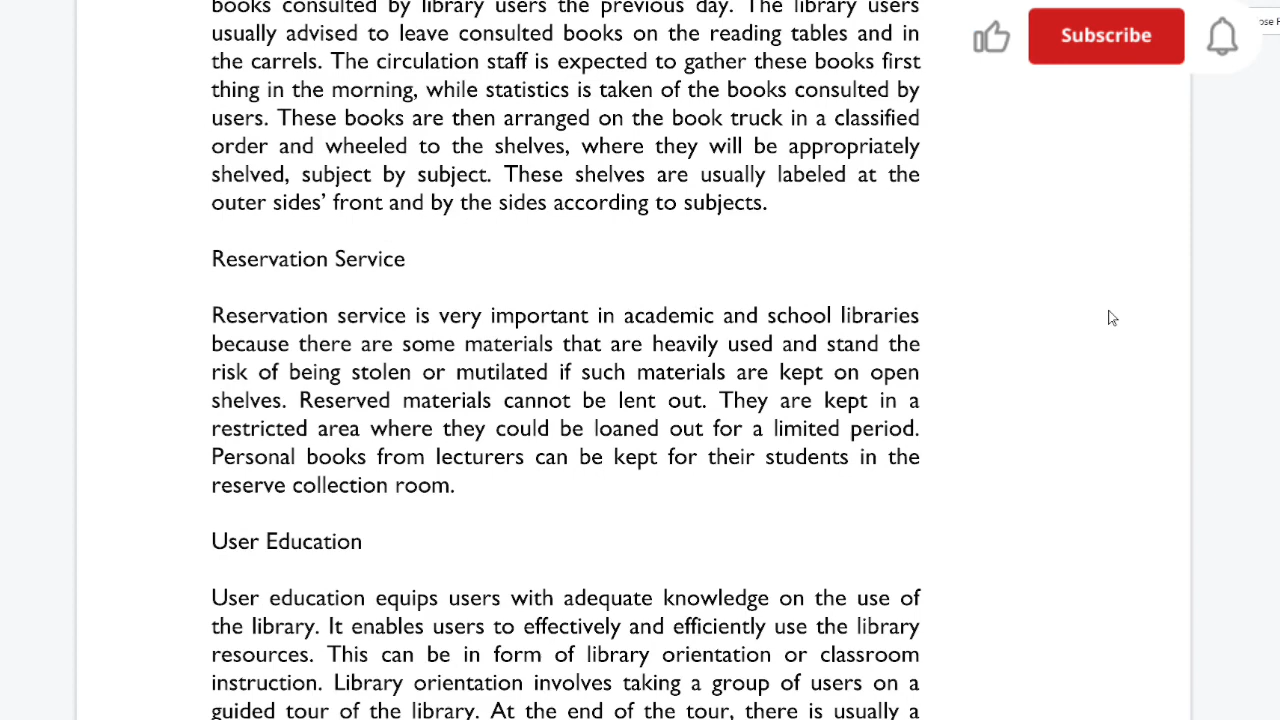 books consulted by library users the previous day. The library users
usually advised to leave consulted books on the reading tables and in
the carrels. The circulation staff is expected to gather these books first
thing in the morning, while statistics is taken of the books consulted by
users. These books are then arranged on the book truck in a classified
order and wheeled to the shelves, where they will be appropriately
shelved, subject by subject. These shelves are usually labeled at the
outer sides’ front and by the sides according to subjects.
Reservation Service
Reservation service is very important in academic and school libraries
because there are some materials that are heavily used and stand the
risk of being stolen or mutilated if such materials are kept on open
shelves. Reserved materials cannot be lent out. They are kept in a
restricted area where they could be loaned out for a limited period.
Personal books from lecturers can be kept for their students in the
reserve collection room.
User Education
User education equips users with adequate knowledge on the use of
the library. It enables users to effectively and efficiently use the library
resources. This can be in form of library orientation or classroom
instruction. Library orientation involves taking a group of users on a
guided tour of the library. At the end of the tour, there is usually a
Subscribe